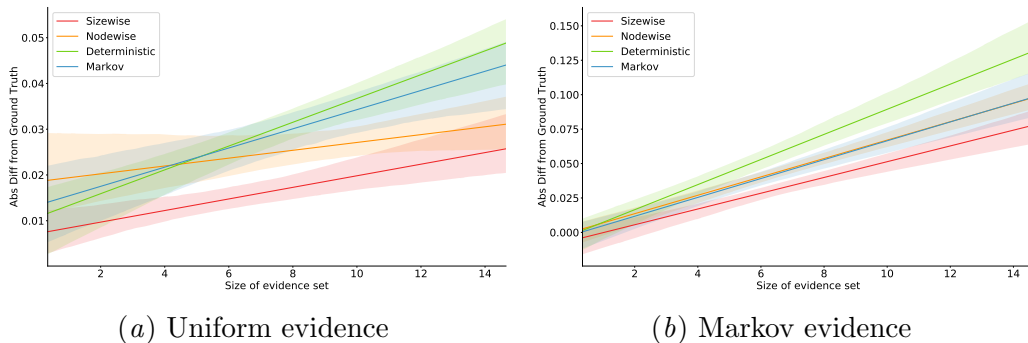 Sizewise
Nodewise
Deterministic
Markov
0.05
0.04
0.03
0.02
0.01
Abs Diff from Ground Truth
2 4 6 8 10 12 14
Size of evidence set
(a) Uniform evidence
Sizewise
Nodewise
Deterministic
Markov
0.150
0.125
0.100
0.075
0.050
0.025
0.000
Abs Diff from Ground Truth
2 4 6 8 10 12 14
Size of evidence set
(b) Markov evidence